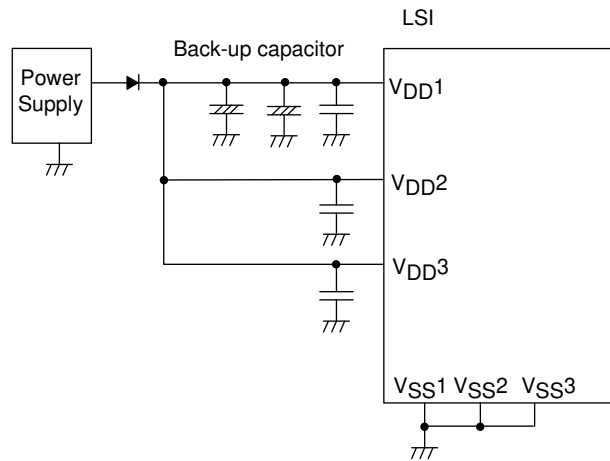 LSI
Back-up capacitor
Power
Supply
VDD1
VDD2
VDD3
VSS1 VSS2 VSS3